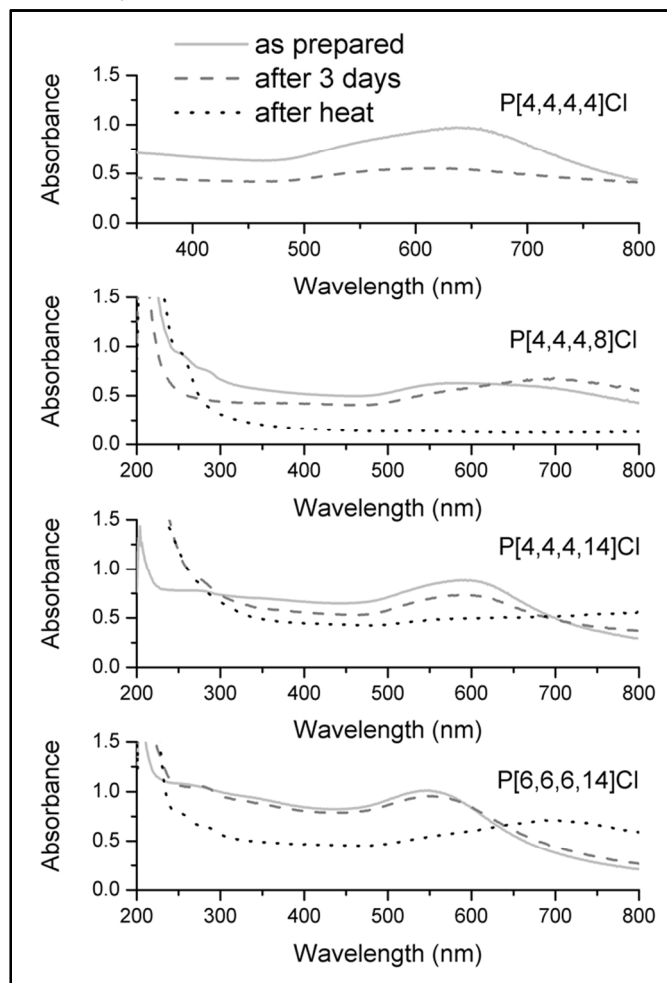 as prepared
after 3 days
after heat
P[4,4,4,4]Cl
Absorbance
1.5
1.0
0.5
0.0
400 500 600 700 800
Wavelength (nm)
P[4,4,4,8]Cl
Absorbance
1.5
1.0
0.5
0.0
200 300 400 500 600 700 800
Wavelength (nm)
P[4,4,4,14]Cl
Absorbance
1.5
1.0
0.5
0.0
200 300 400 500 600 700 800
Wavelength (nm)
P[6,6,6,14]Cl
Absorbance
1.5
1.0
0.5
0.0
200 300 400 500 600 700 800
Wavelength (nm)